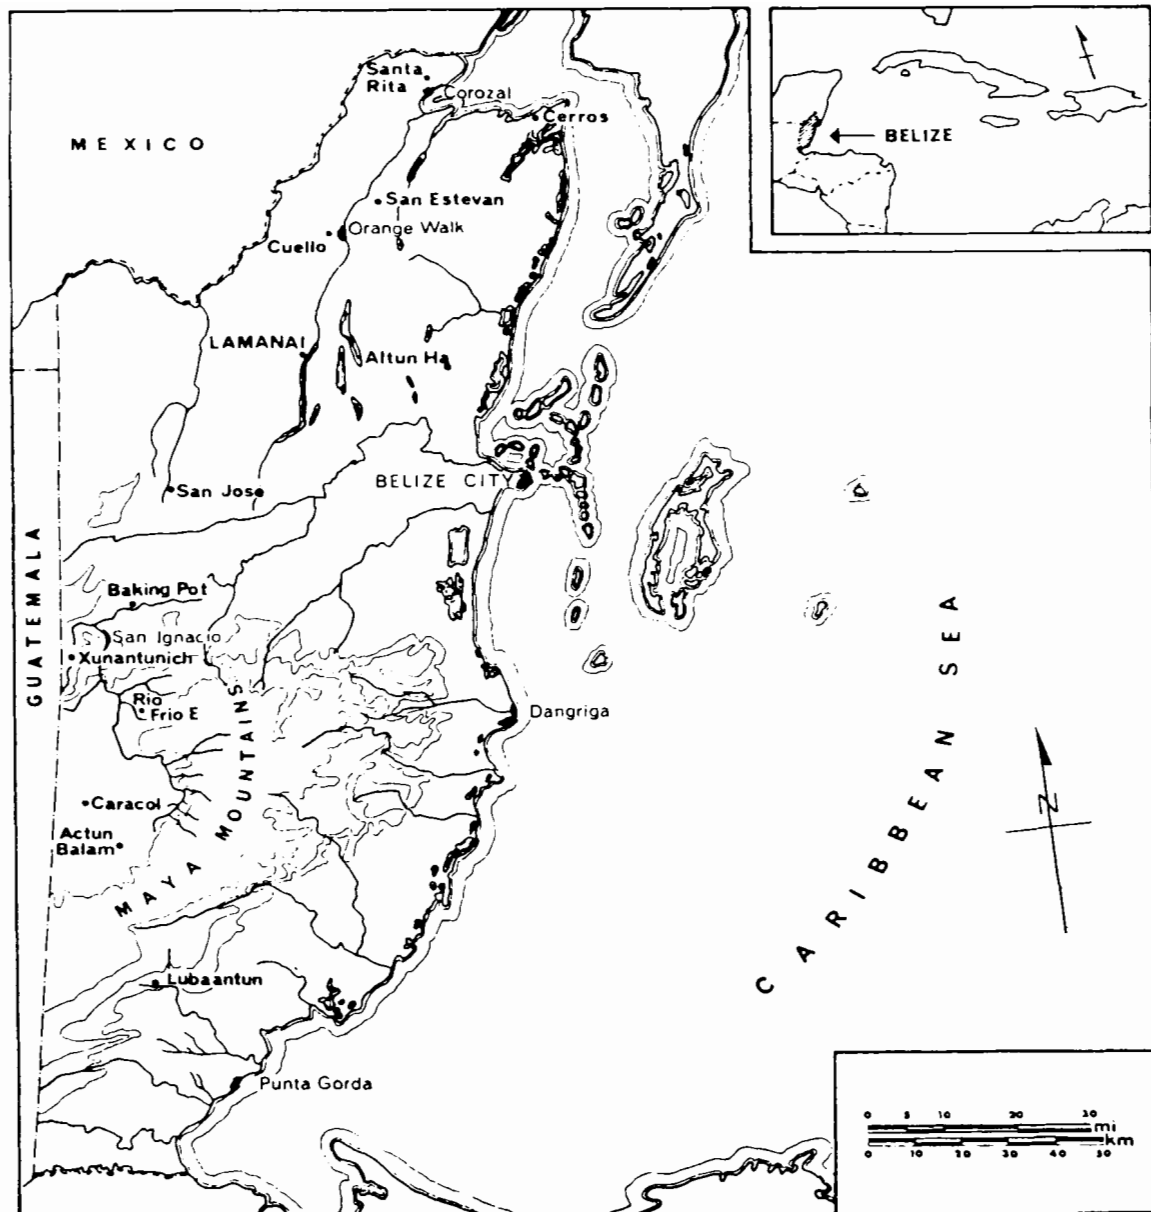 Santa
Rita
Corozal
Cerros
MEXICO
BELIZE
San Estevan
Cuello
Orange Walk
LAMANAI
Altun Ha
BELIZE CITY
San Jose
GUATEMALA
Baking Pot
San Ignacio
Xunantunich
Rio
Frio E
Dangriga
MAYA MOUNTAINS
Caracol
Actun
Balam
CARIBBEAN SEA
N
Lubaantun
Punta Gorda
0 5 10 20 30
mi
km
0 10 20 30 40 50